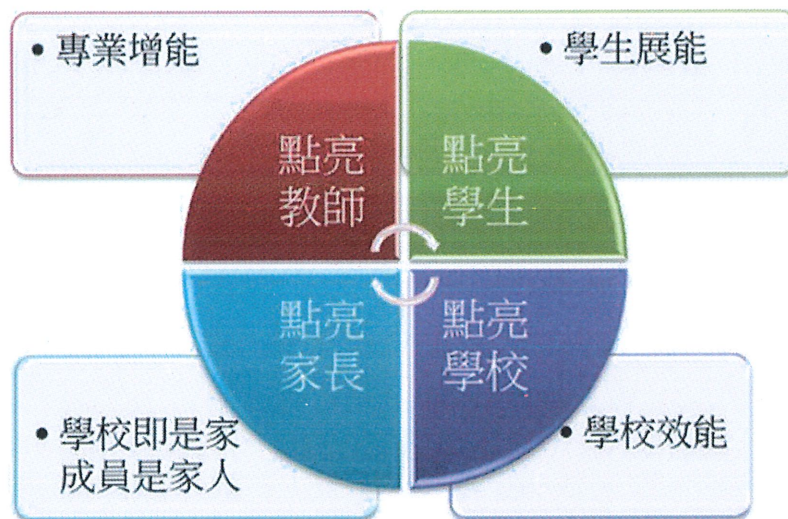 • 專業增能
• 學生展能
點亮
教師
點亮
學生
點亮
家長
點亮
學校
• 學校即是家
成員是家人
• 學校效能